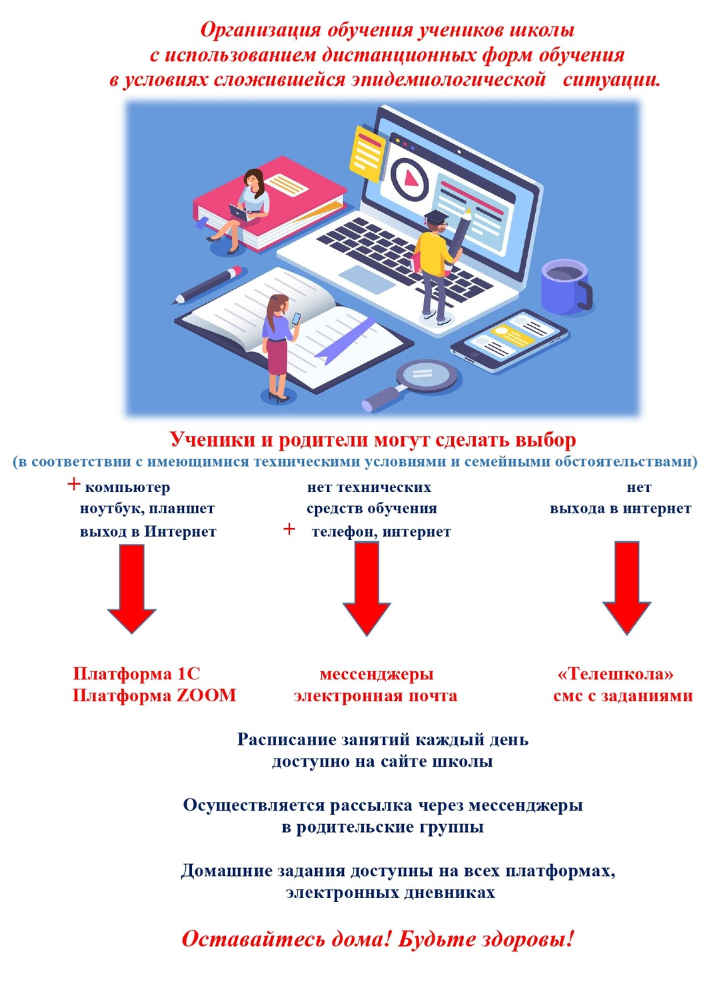 Организация обучения учеников школы
с использованием дистанционных форм обучения
в условиях сложившейся эпидемиологической ситуации.
Ученики и родители могут сделать выбор
(в соответствии с имеющимися техническими условиями и семейными обстоятельствами)
+ компьютер
ноутбук, планшет
выход в Интернет
нет технических
средств обучения
+ телефон, интернет
нет
выхода в интернет
Платформа 1С
Платформа ZOOM
мессенджеры
электронная почта
«Телешкола»
смс с заданиями
Расписание занятий каждый день
доступно на сайте школы
Осуществляется рассылка через мессенджеры
в родительские группы
Домашние задания доступны на всех платформах,
электронных дневниках
Оставайтесь дома! Будьте здоровы!